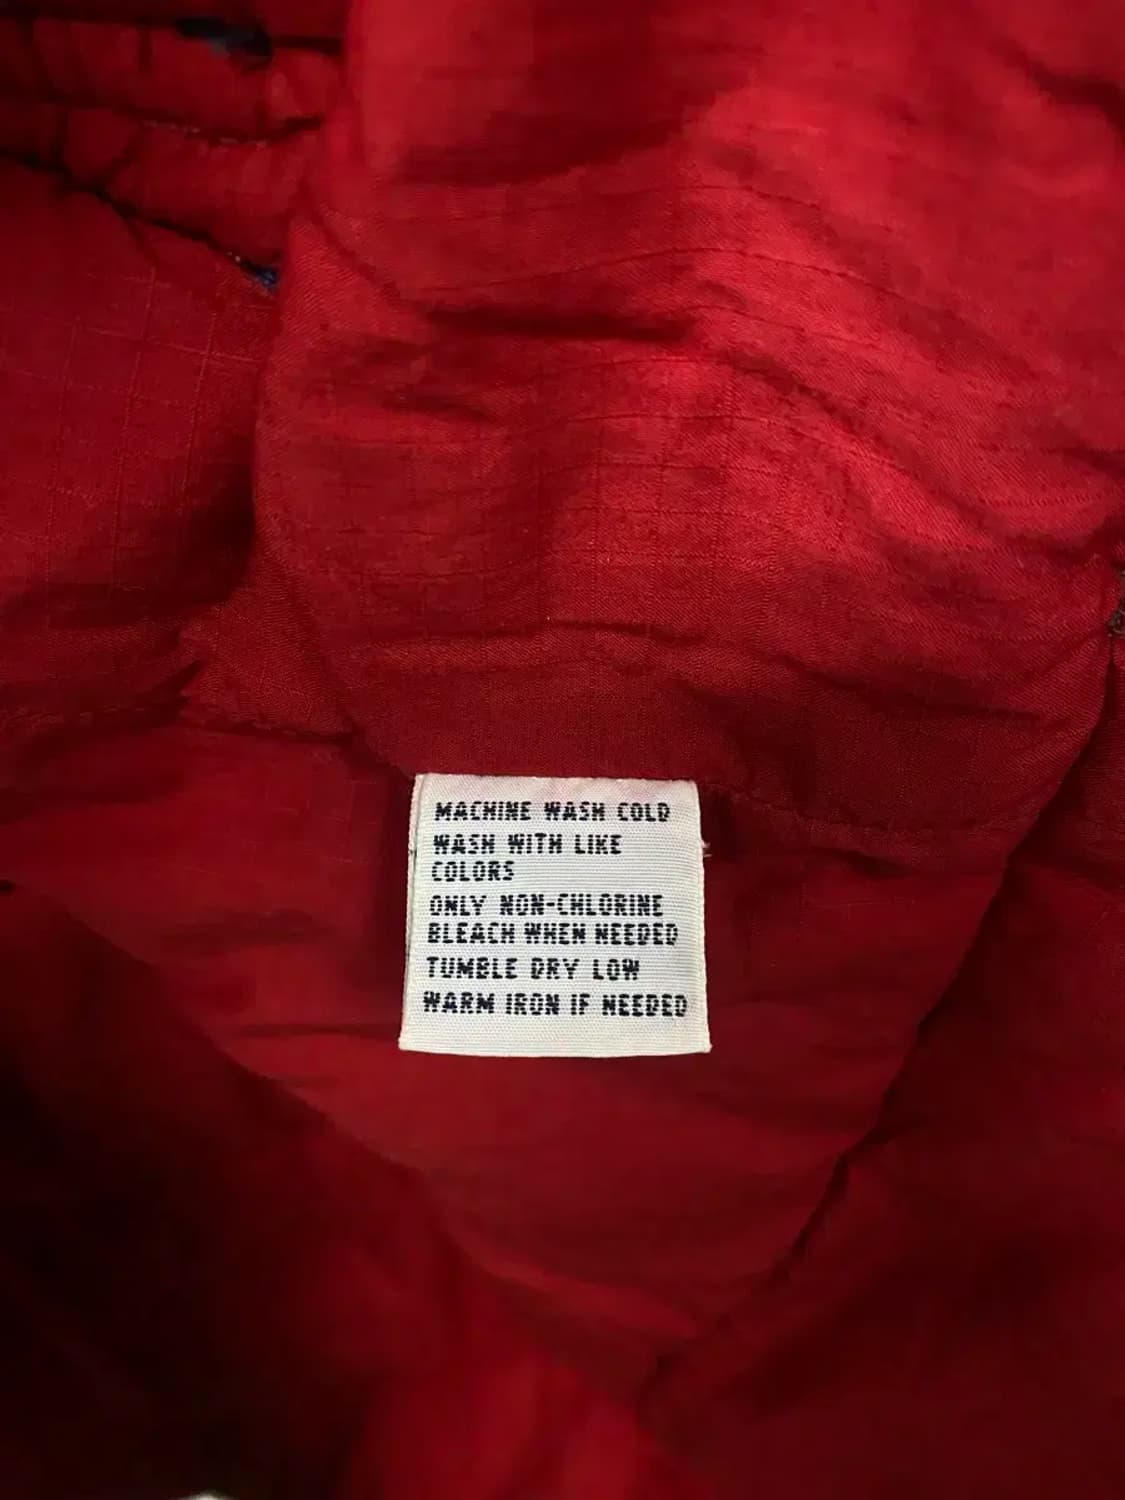 MACHINE WASH COLD
WASH WITH LIKE
COLORS
ONLY NON-CHLORINE
BLEACH WHEN NEEDED
TUMBLE DRY LOW
WARM IRON IF NEEDED